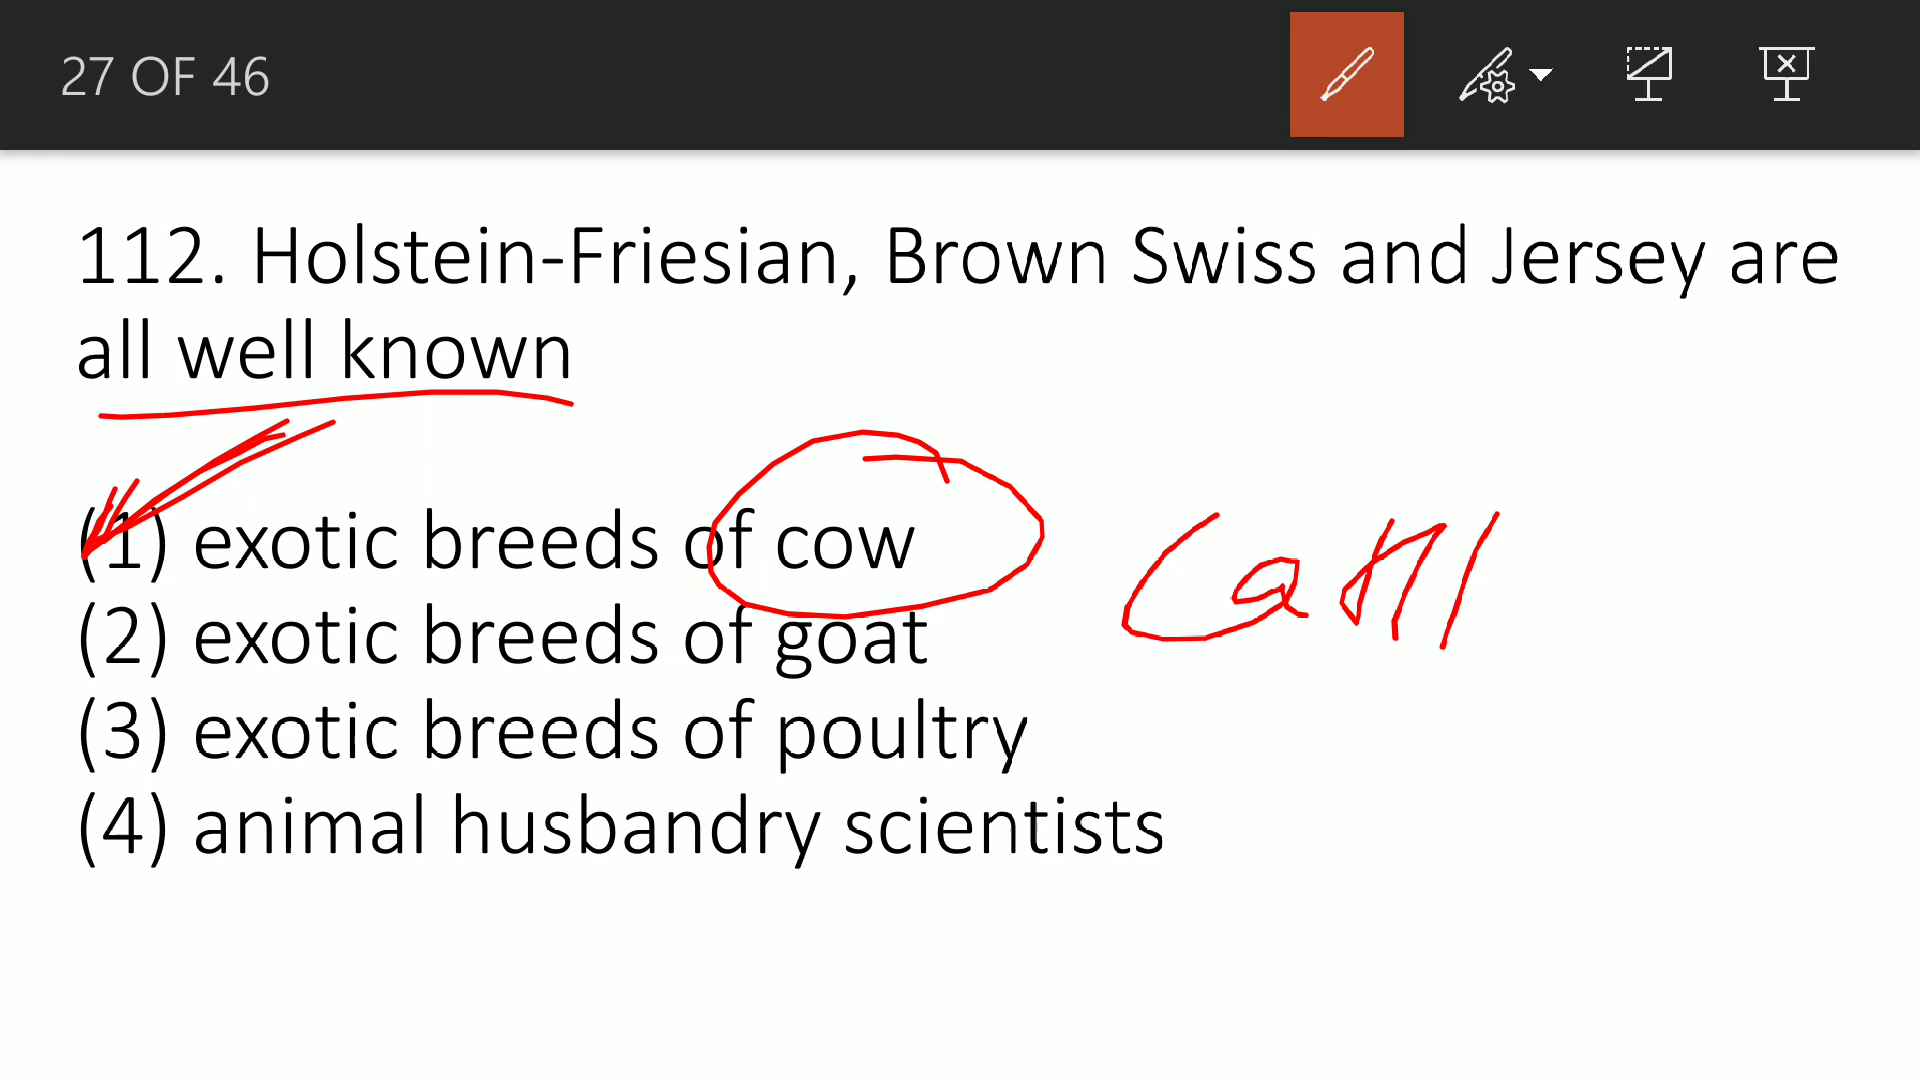 27 OF 46
112. Holstein-Friesian, Brown Swiss and Jersey are
all well known
(1) exotic breeds of cow
(2) exotic breeds of goat
(3) exotic breeds of poultry
(4) animal husbandry scientists